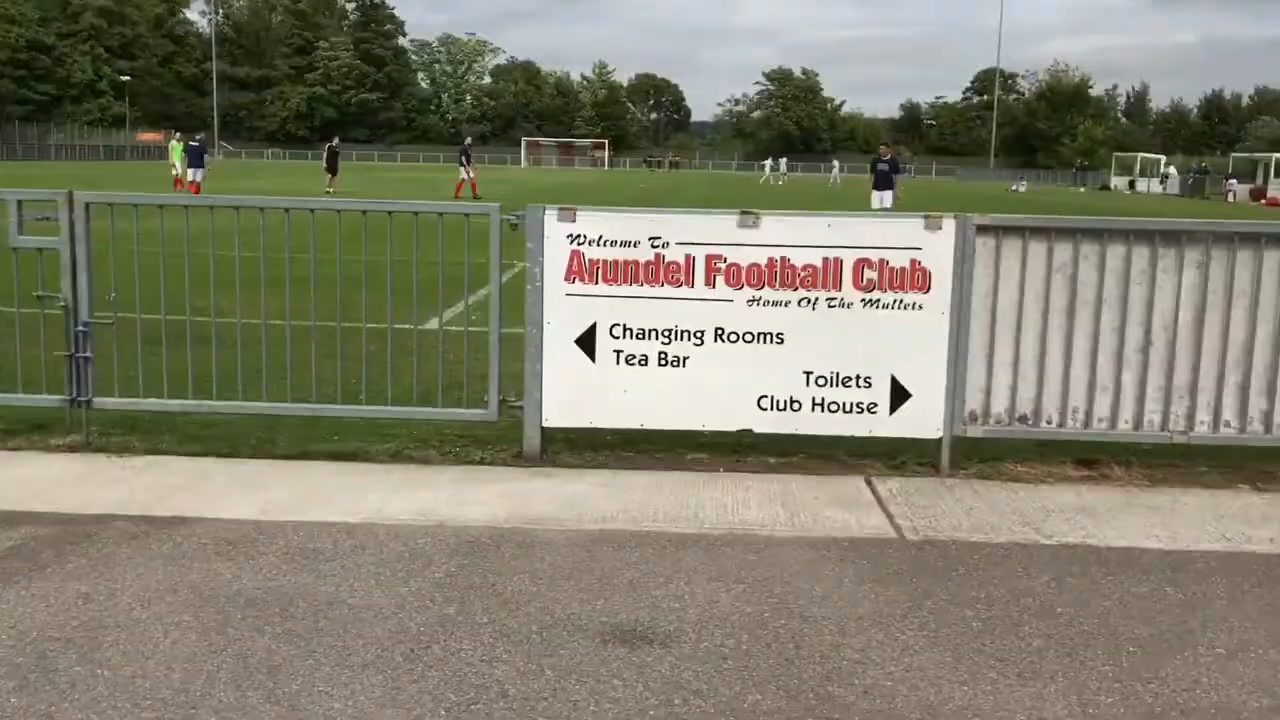 Welcome To
Arundel Football Club
Home Of The Mullets
Changing Rooms
Tea Bar
Toilets
Club House